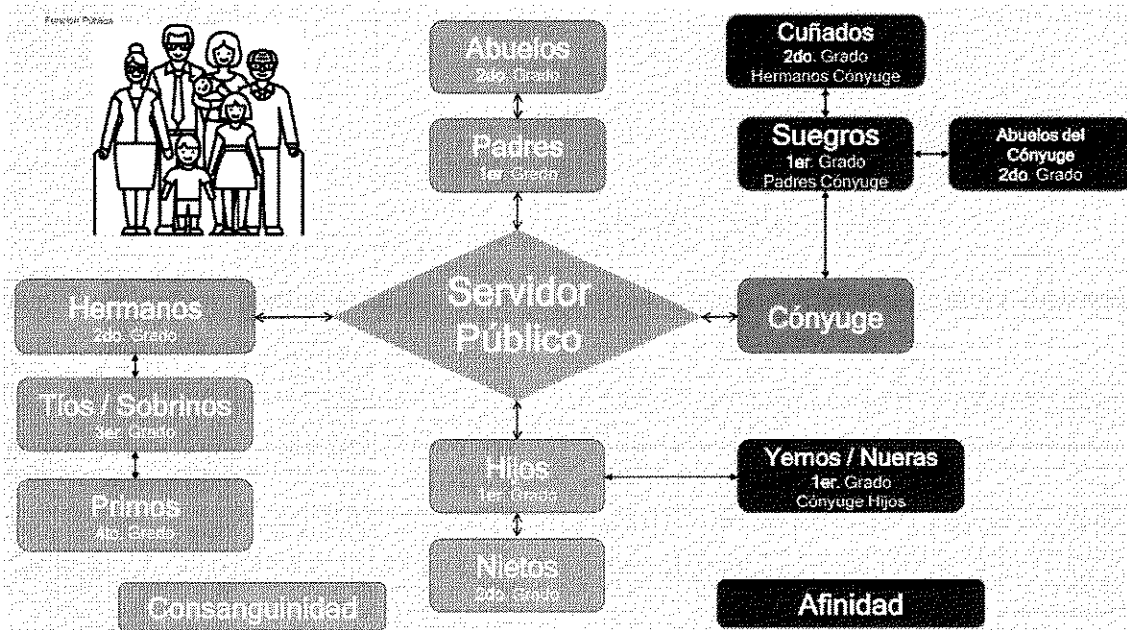 Función Pública
Abuelos
2do. Grado
Padres
1er. Grado
Cuñados
2do. Grado
Hermanos Cónyuge
Suegros
1er. Grado
Padres Cónyuge
Abuelos del
Cónyuge
2do. Grado
Servidor
Público
Cónyuge
Hermanos
2do. Grado
Tíos / Sobrinos
3er. Grado
Primos
4to. Grado
Hijos
1er. Grado
Nietos
2do. Grado
Yernos / Nueras
1er. Grado
Cónyuge Hijos
Consanguinidad
Afinidad